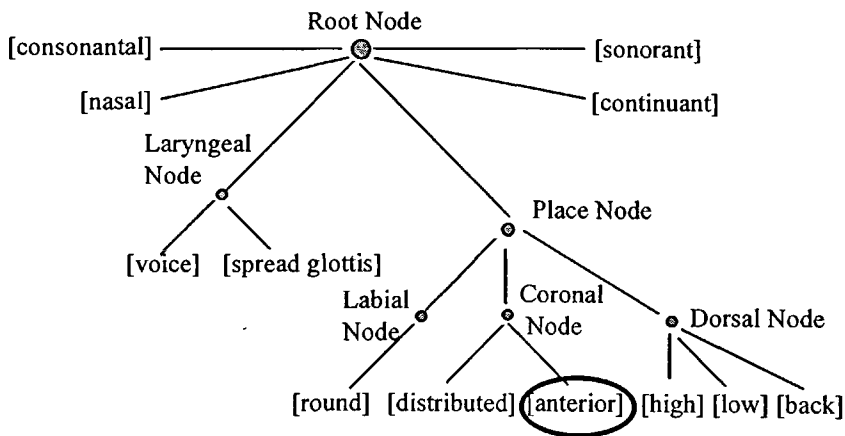 Root Node
[consonantal]
[sonorant]
[nasal]
[continuant]
Laryngeal
Node
Place Node
[voice]
[spread glottis]
Labial
Node
Coronal
Node
Dorsal Node
[round]
[distributed]
[anterior]
[high]
[low]
[back]